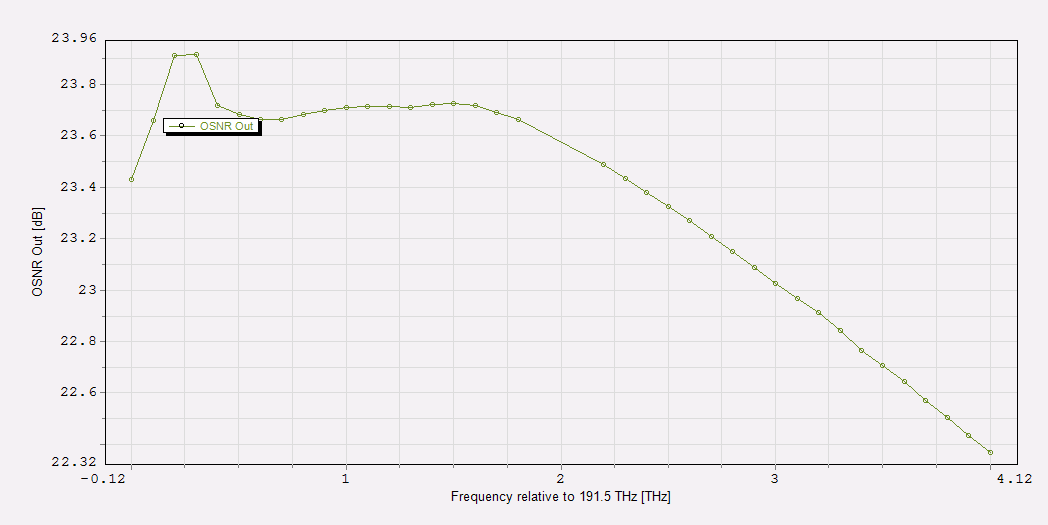 23.96
23.8
OSNR Out
23.6
23.4
23.2
OSNR Out [dB]
23
22.8
22.6
22.32
-0.12 1 2 3 4.12
Frequency relative to 191.5 THz [THz]